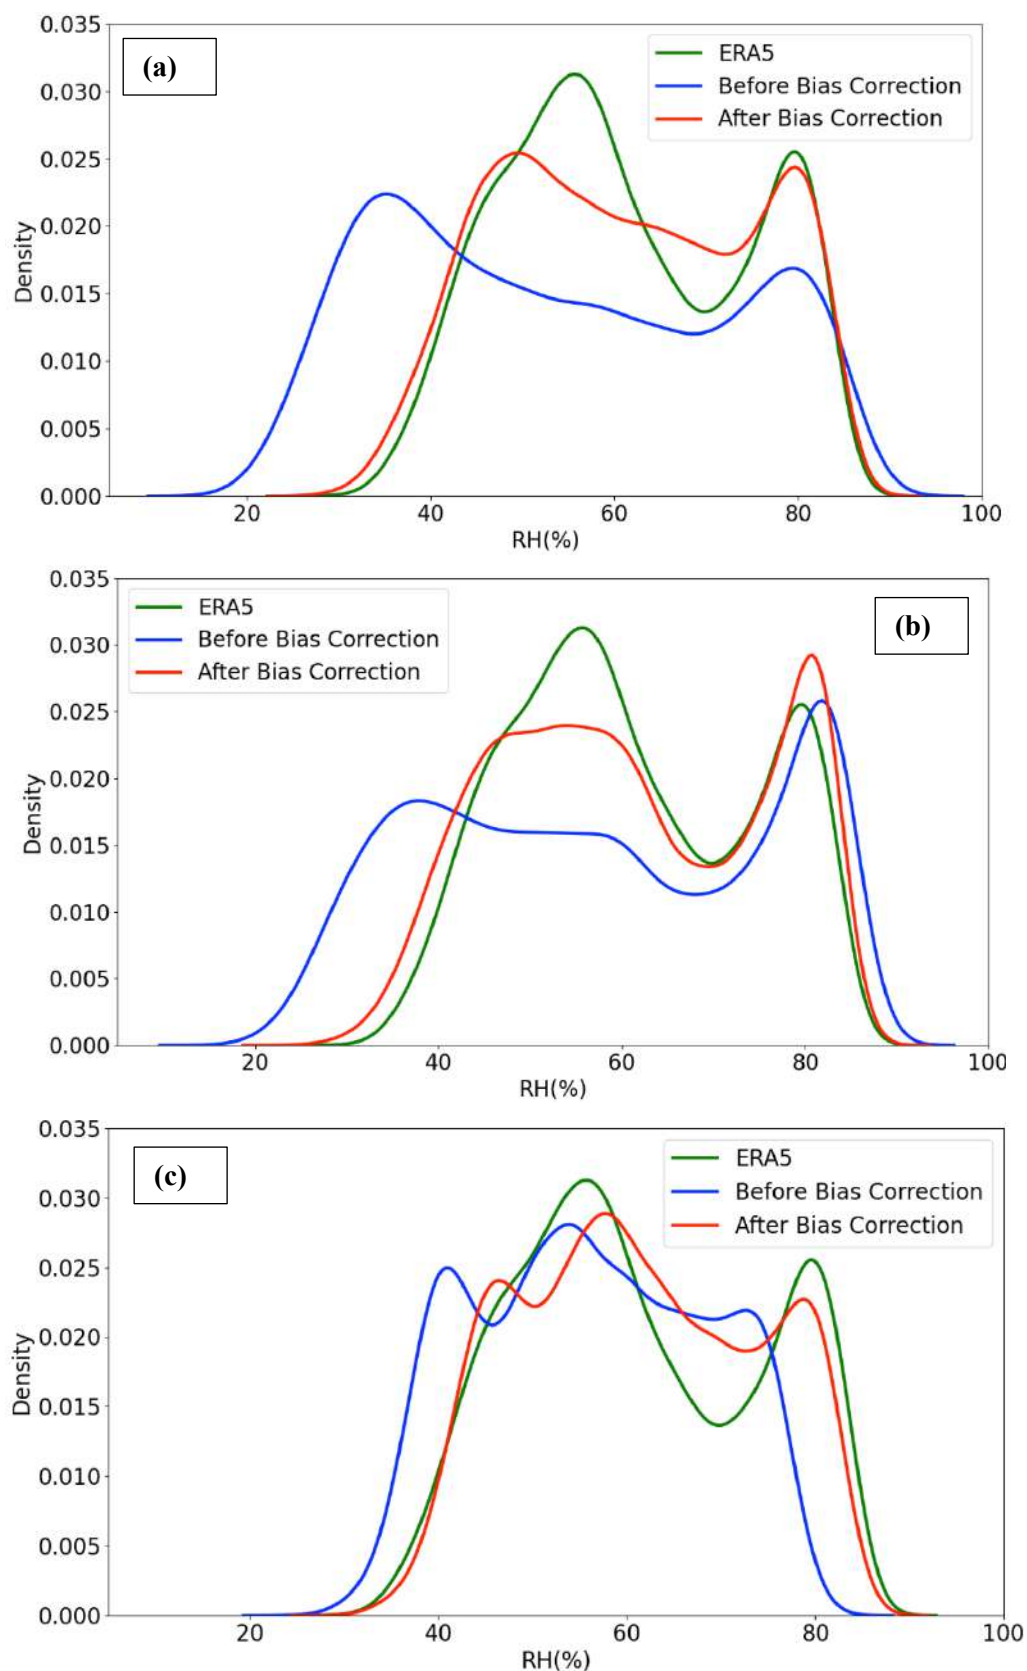 (a)
ERA5
Before Bias Correction
After Bias Correction
0.035
0.030
0.025
0.020
0.015
0.010
0.005
0.000
Density
20 40 60 80 100
RH(%)
(b)
ERA5
Before Bias Correction
After Bias Correction
0.035
0.030
0.025
0.020
0.015
0.010
0.005
0.000
Density
20 40 60 80 100
RH(%)
(c)
ERA5
Before Bias Correction
After Bias Correction
0.035
0.030
0.025
0.020
0.015
0.010
0.005
0.000
Density
20 40 60 80 100
RH(%)